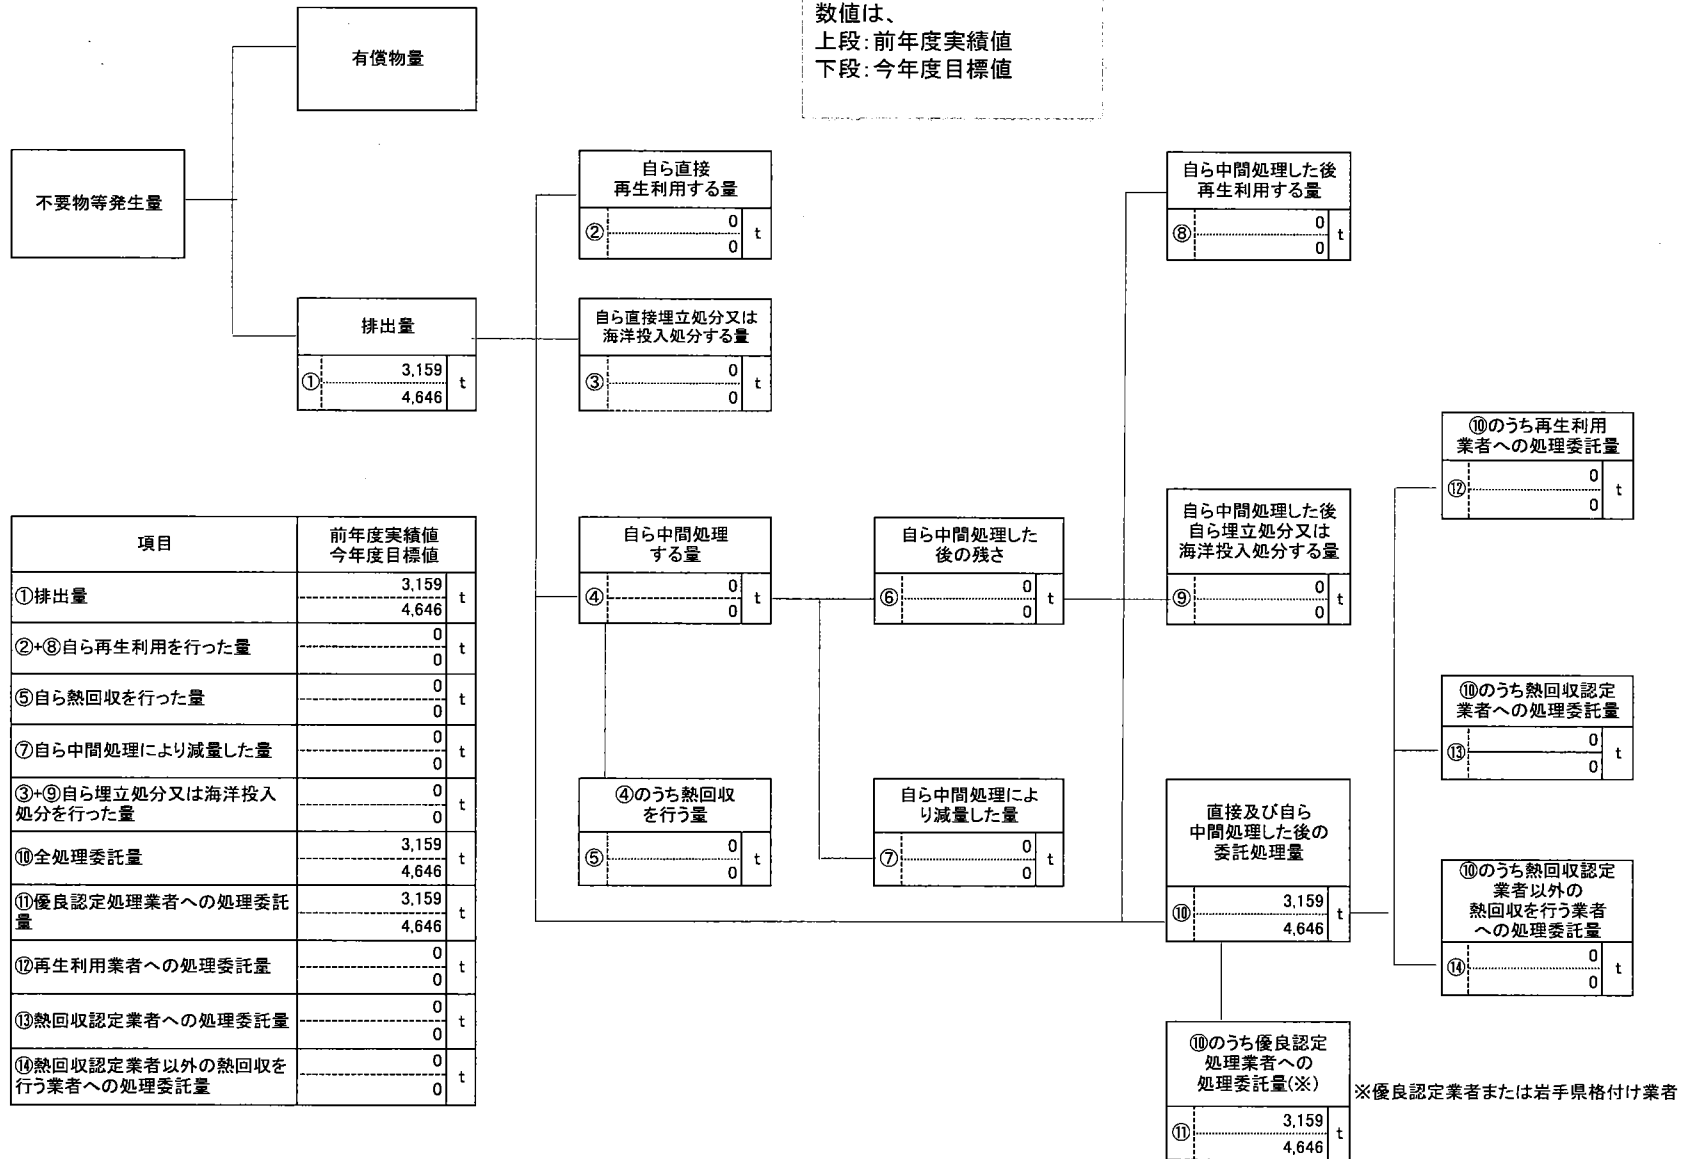 数値は、
上段：前年度実績値
下段：今年度目標値
有償物量
不要物等発生量
排出量
① 3,159 t
4,646
自ら直接
再生利用する量
② 0 t
0
自ら直接埋立処分又は
海洋投入処分する量
③ 0 t
0
自ら中間処理
する量
④ 0 t
0
④のうち熱回収
を行う量
⑤ 0 t
0
自ら中間処理した
後の残さ
⑥ 0 t
0
自ら中間処理によ
り減量した量
⑦ 0 t
0
自ら中間処理した後
再生利用する量
⑧ 0 t
0
自ら中間処理した後
自ら埋立処分又は
海洋投入処分する量
⑨ 0 t
0
直接及び自ら
中間処理した後の
委託処理量
⑩ 3,159 t
4,646
⑩のうち優良認定
処理業者への
処理委託量(※)
⑪ 3,159 t
4,646
※優良認定業者または岩手県格付け業者
⑩のうち再生利用
業者への処理委託量
⑫ 0 t
0
⑩のうち熱回収認定
業者への処理委託量
⑬ 0 t
0
⑩のうち熱回収認定
業者以外の
熱回収を行う業者
への処理委託量
⑭ 0 t
0
項目 前年度実績値
今年度目標値
①排出量 3,159 t
4,646
②+⑧自ら再生利用を行った量 0 t
0
⑤自ら熱回収を行った量 0 t
0
⑦自ら中間処理により減量した量 0 t
0
③+⑨自ら埋立処分又は海洋投入 0 t
処分を行った量 0
⑩全処理委託量 3,159 t
4,646
⑪優良認定処理業者への処理委託 3,159 t
量 4,646
⑫再生利用業者への処理委託量 0 t
0
⑬熱回収認定業者への処理委託量 0 t
0
⑭熱回収認定業者以外の熱回収を 0 t
行う業者への処理委託量 0